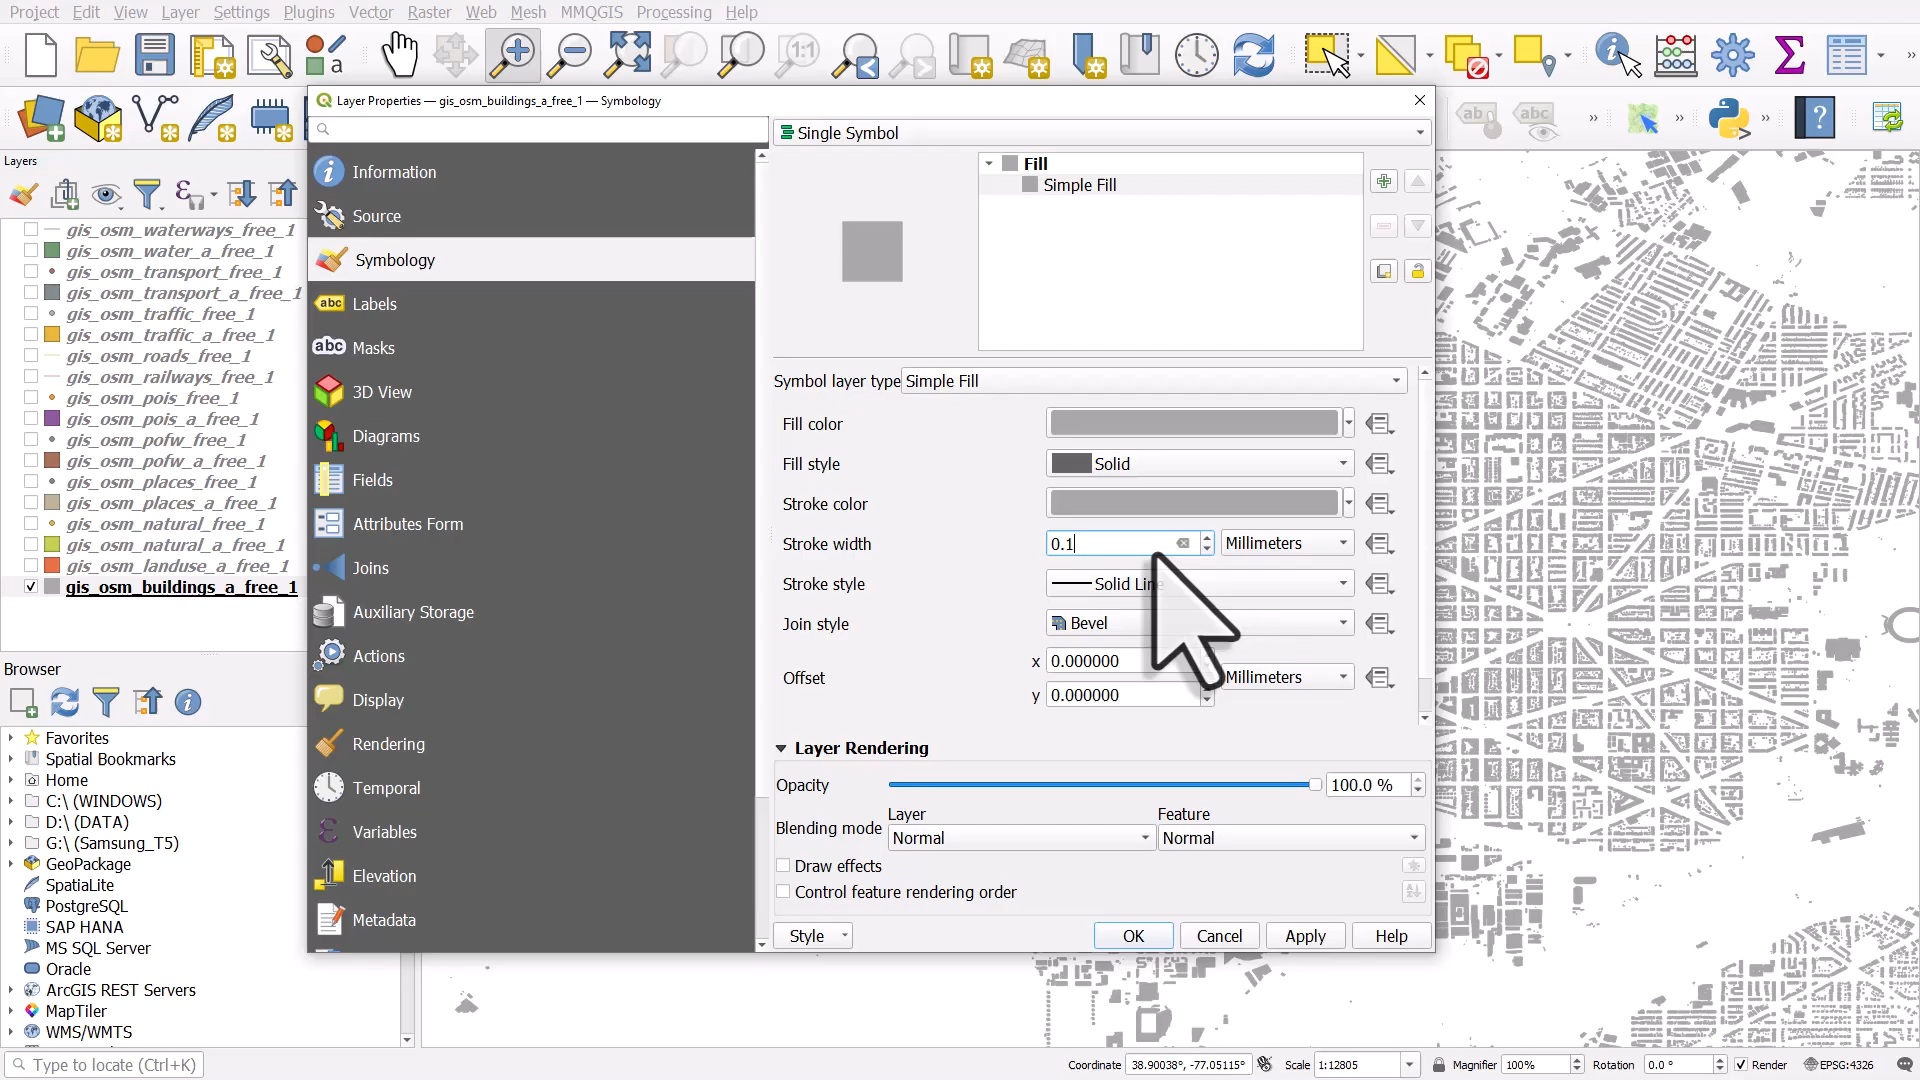 Project Edit View Layer Settings Plugins Vector Raster Web Mesh MMQGIS Processing Help
Layer Properties — gis_osm_buildings_a_free_1 — Symbology
Layers
gis_osm_waterways_free_1
gis_osm_water_a_free_1
gis_osm_transport_free_1
gis_osm_transport_a_free_1
gis_osm_traffic_free_1
gis_osm_traffic_a_free_1
gis_osm_roads_free_1
gis_osm_railways_free_1
gis_osm_pois_free_1
gis_osm_pois_a_free_1
gis_osm_pofw_free_1
gis_osm_pofw_a_free_1
gis_osm_places_free_1
gis_osm_places_a_free_1
gis_osm_natural_free_1
gis_osm_natural_a_free_1
gis_osm_landuse_a_free_1
gis_osm_buildings_a_free_1
Browser
Favorites
Spatial Bookmarks
Home
C:\ (WINDOWS)
D:\ (DATA)
G:\ (Samsung_T5)
GeoPackage
SpatiaLite
PostgreSQL
SAP HANA
MS SQL Server
Oracle
ArcGIS REST Servers
MapTiler
WMS/WMTS
Information
Source
Symbology
abc Labels
abc Masks
3D View
Diagrams
Fields
Attributes Form
Joins
Auxiliary Storage
Actions
Display
Rendering
Temporal
Variables
Elevation
Metadata
Single Symbol
Fill
Simple Fill
Symbol layer type Simple Fill
Fill color
Fill style Solid
Stroke color
Stroke width 0.1 Millimeters
Stroke style Solid Line
Join style Bevel
Offset x 0.000000 Millimeters
y 0.000000
Layer Rendering
Opacity 100.0 %
Layer Feature
Blending mode Normal Normal
Draw effects
Control feature rendering order
Style OK Cancel Apply Help
Type to locate (Ctrl+K) Coordinate 38.90038°, -77.05115° Scale 1:12805 Magnifier 100% Rotation 0.0 ° Render EPSG:4326